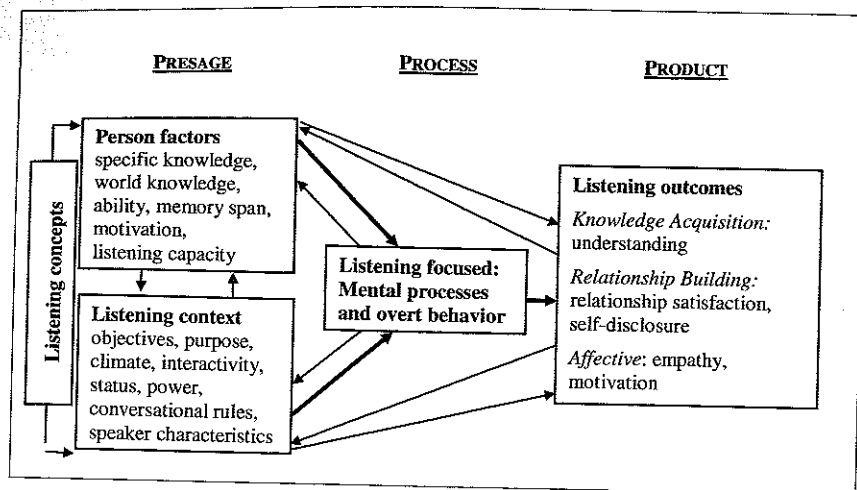 PRESAGE
PROCESS
PRODUCT
Listening concepts
Person factors
specific knowledge,
world knowledge,
ability, memory span,
motivation,
listening capacity
Listening context
objectives, purpose,
climate, interactivity,
status, power,
conversational rules,
speaker characteristics
Listening focused:
Mental processes
and overt behavior
Listening outcomes
Knowledge Acquisition:
understanding
Relationship Building:
relationship satisfaction,
self-disclosure
Affective: empathy,
motivation